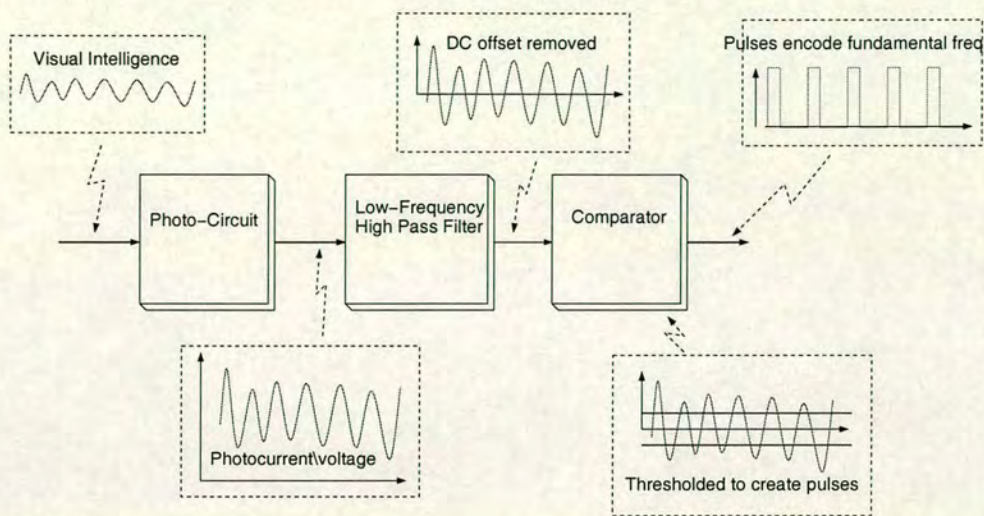 Visual Intelligence
DC offset removed
Pulses encode fundamental freq
Photo-Circuit
Low-Frequency
High Pass Filter
Comparator
Photocurrent\voltage
Thresholded to create pulses